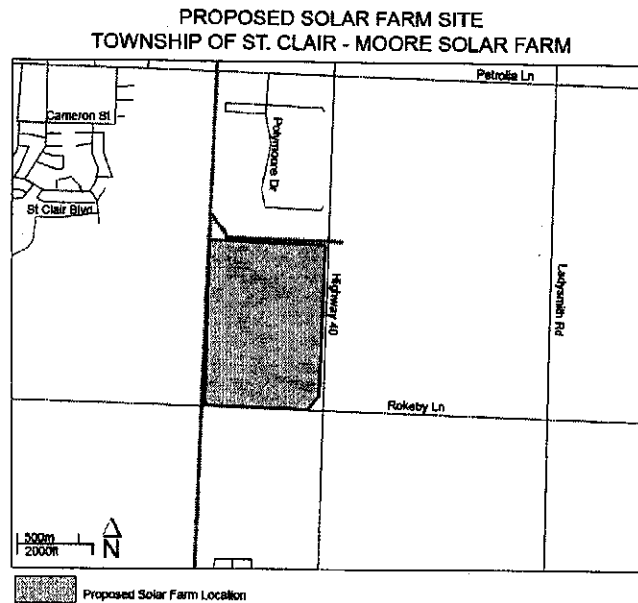 PROPOSED SOLAR FARM SITE
TOWNSHIP OF ST. CLAIR - MOORE SOLAR FARM
Petrolia Ln
Cameron St
Polymoore Dr
St Clair Blvd
Highway 40
Ladysmith Rd
Rokeby Ln
500m
2000ft
N
Proposed Solar Farm Location